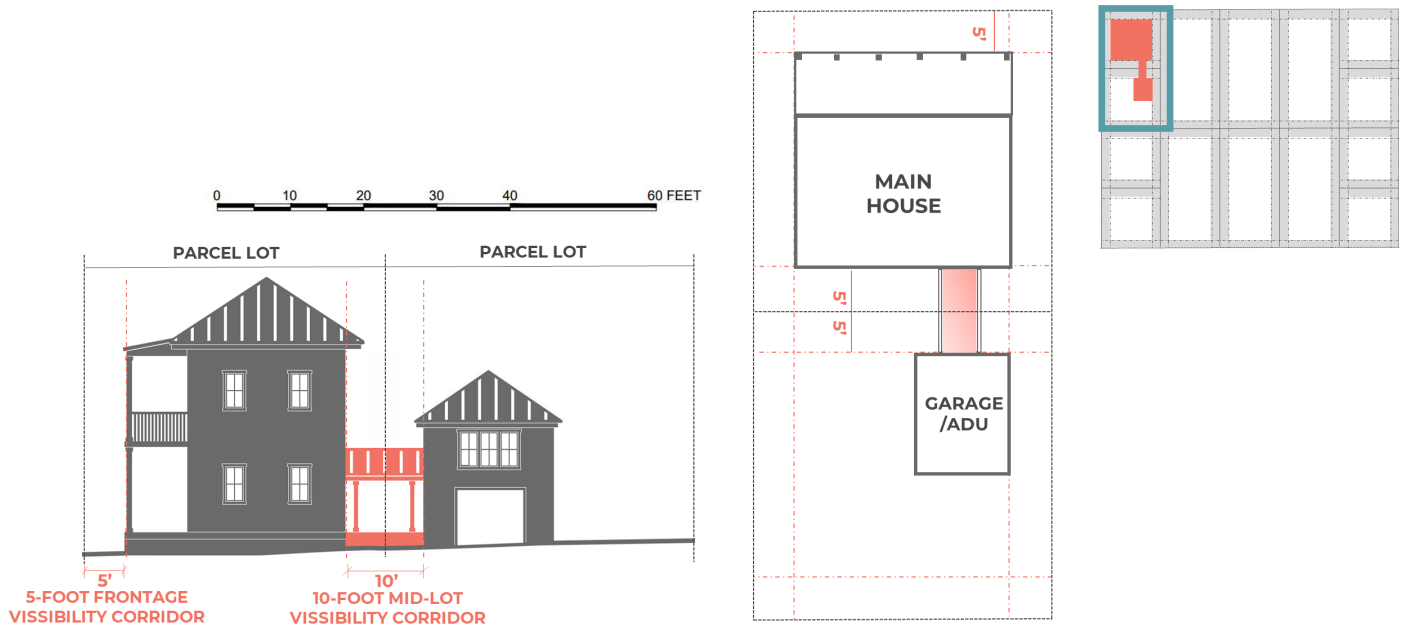 0 10 20 30 40 60 FEET
PARCEL LOT PARCEL LOT
5'
5-FOOT FRONTAGE
VISSIBILITY CORRIDOR
10'
10-FOOT MID-LOT
VISSIBILITY CORRIDOR
5'
MAIN
HOUSE
5'
5'
GARAGE
/ADU